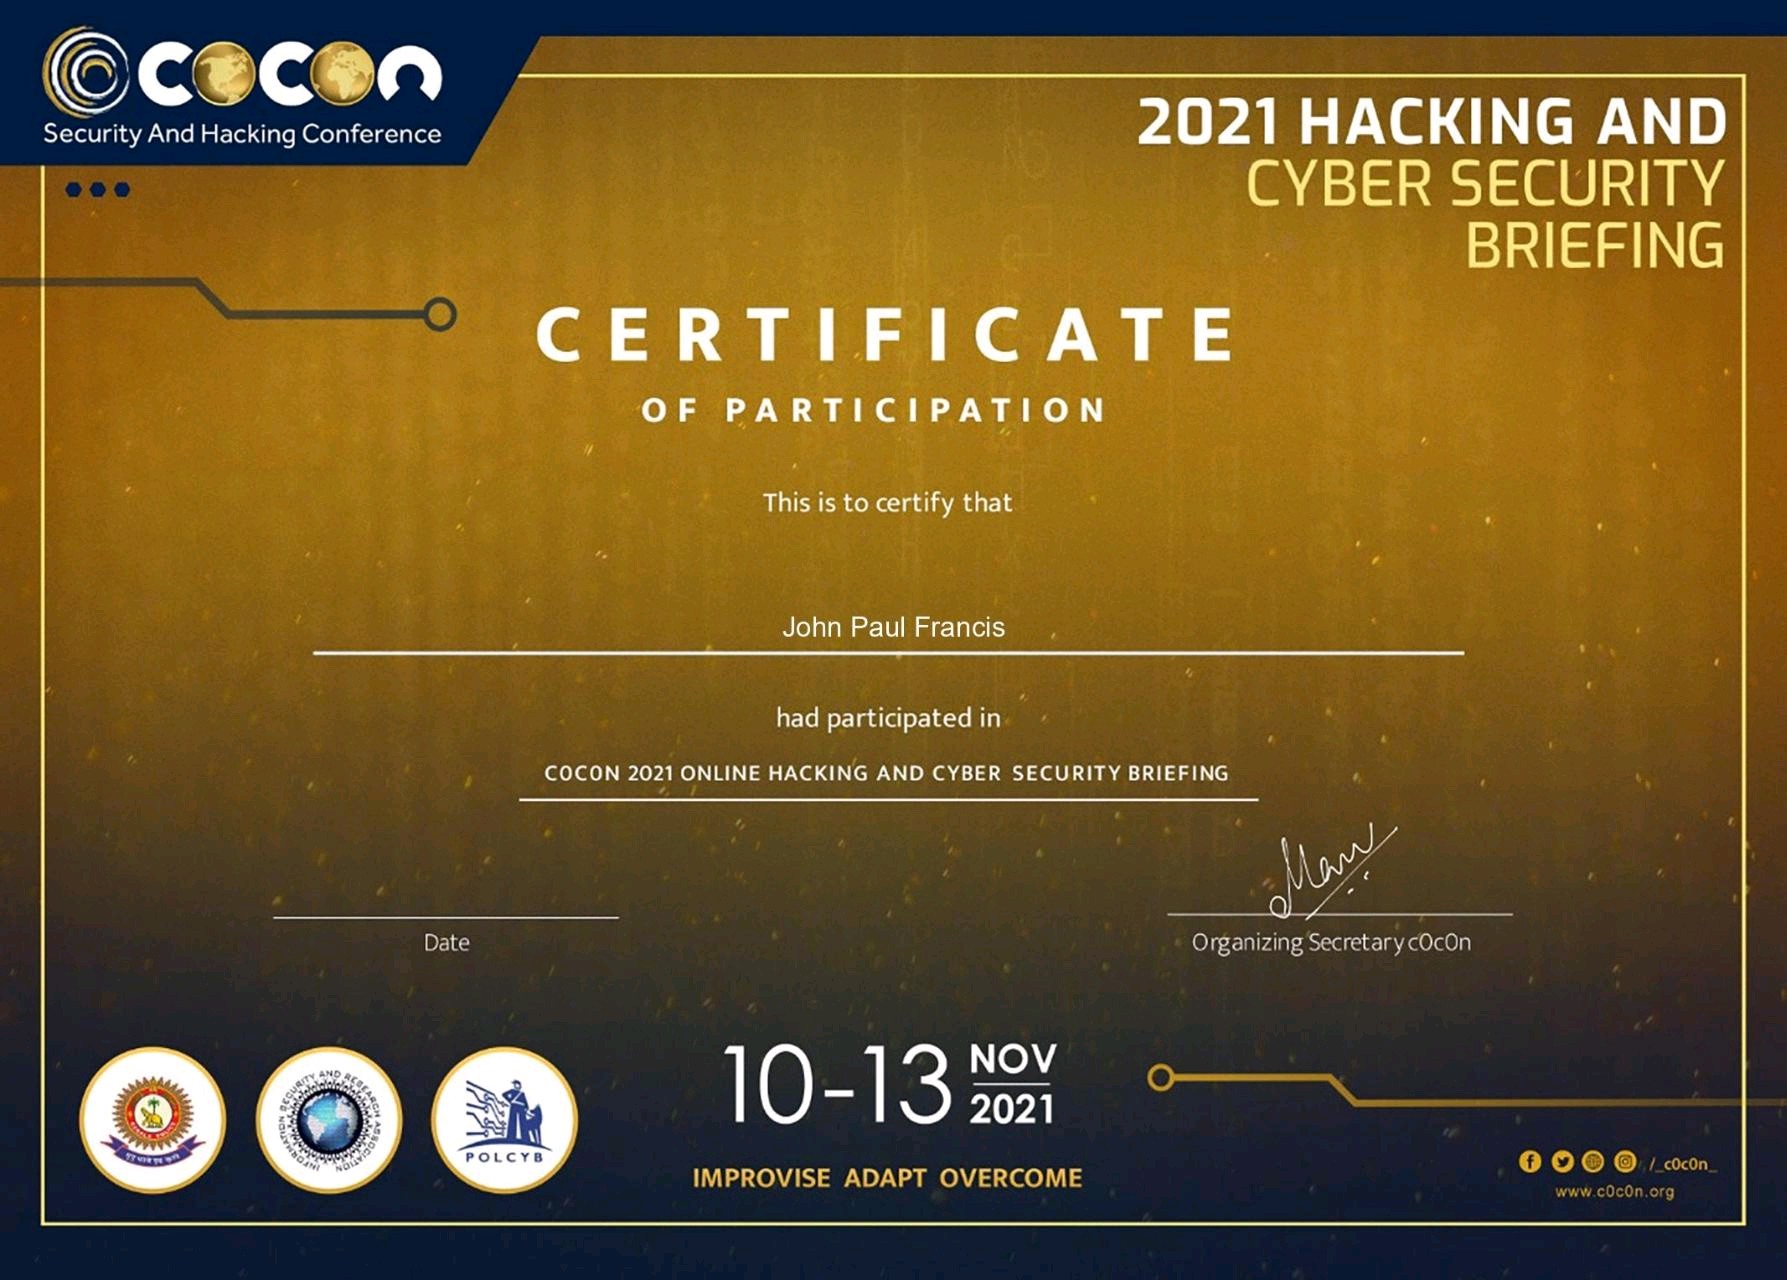 c0c0n
Security And Hacking Conference
2021 HACKING AND
CYBER SECURITY
BRIEFING
CERTIFICATE
OF PARTICIPATION
This is to certify that
John Paul Francis
had participated in
C0C0N 2021 ONLINE HACKING AND CYBER SECURITY BRIEFING
Date
Organizing Secretary c0c0n
INFORMATION SECURITY AND RESEARCH ASSOCIATION
POLCYB
10-13 NOV
2021
IMPROVISE ADAPT OVERCOME
/_c0c0n_
www.c0c0n.org